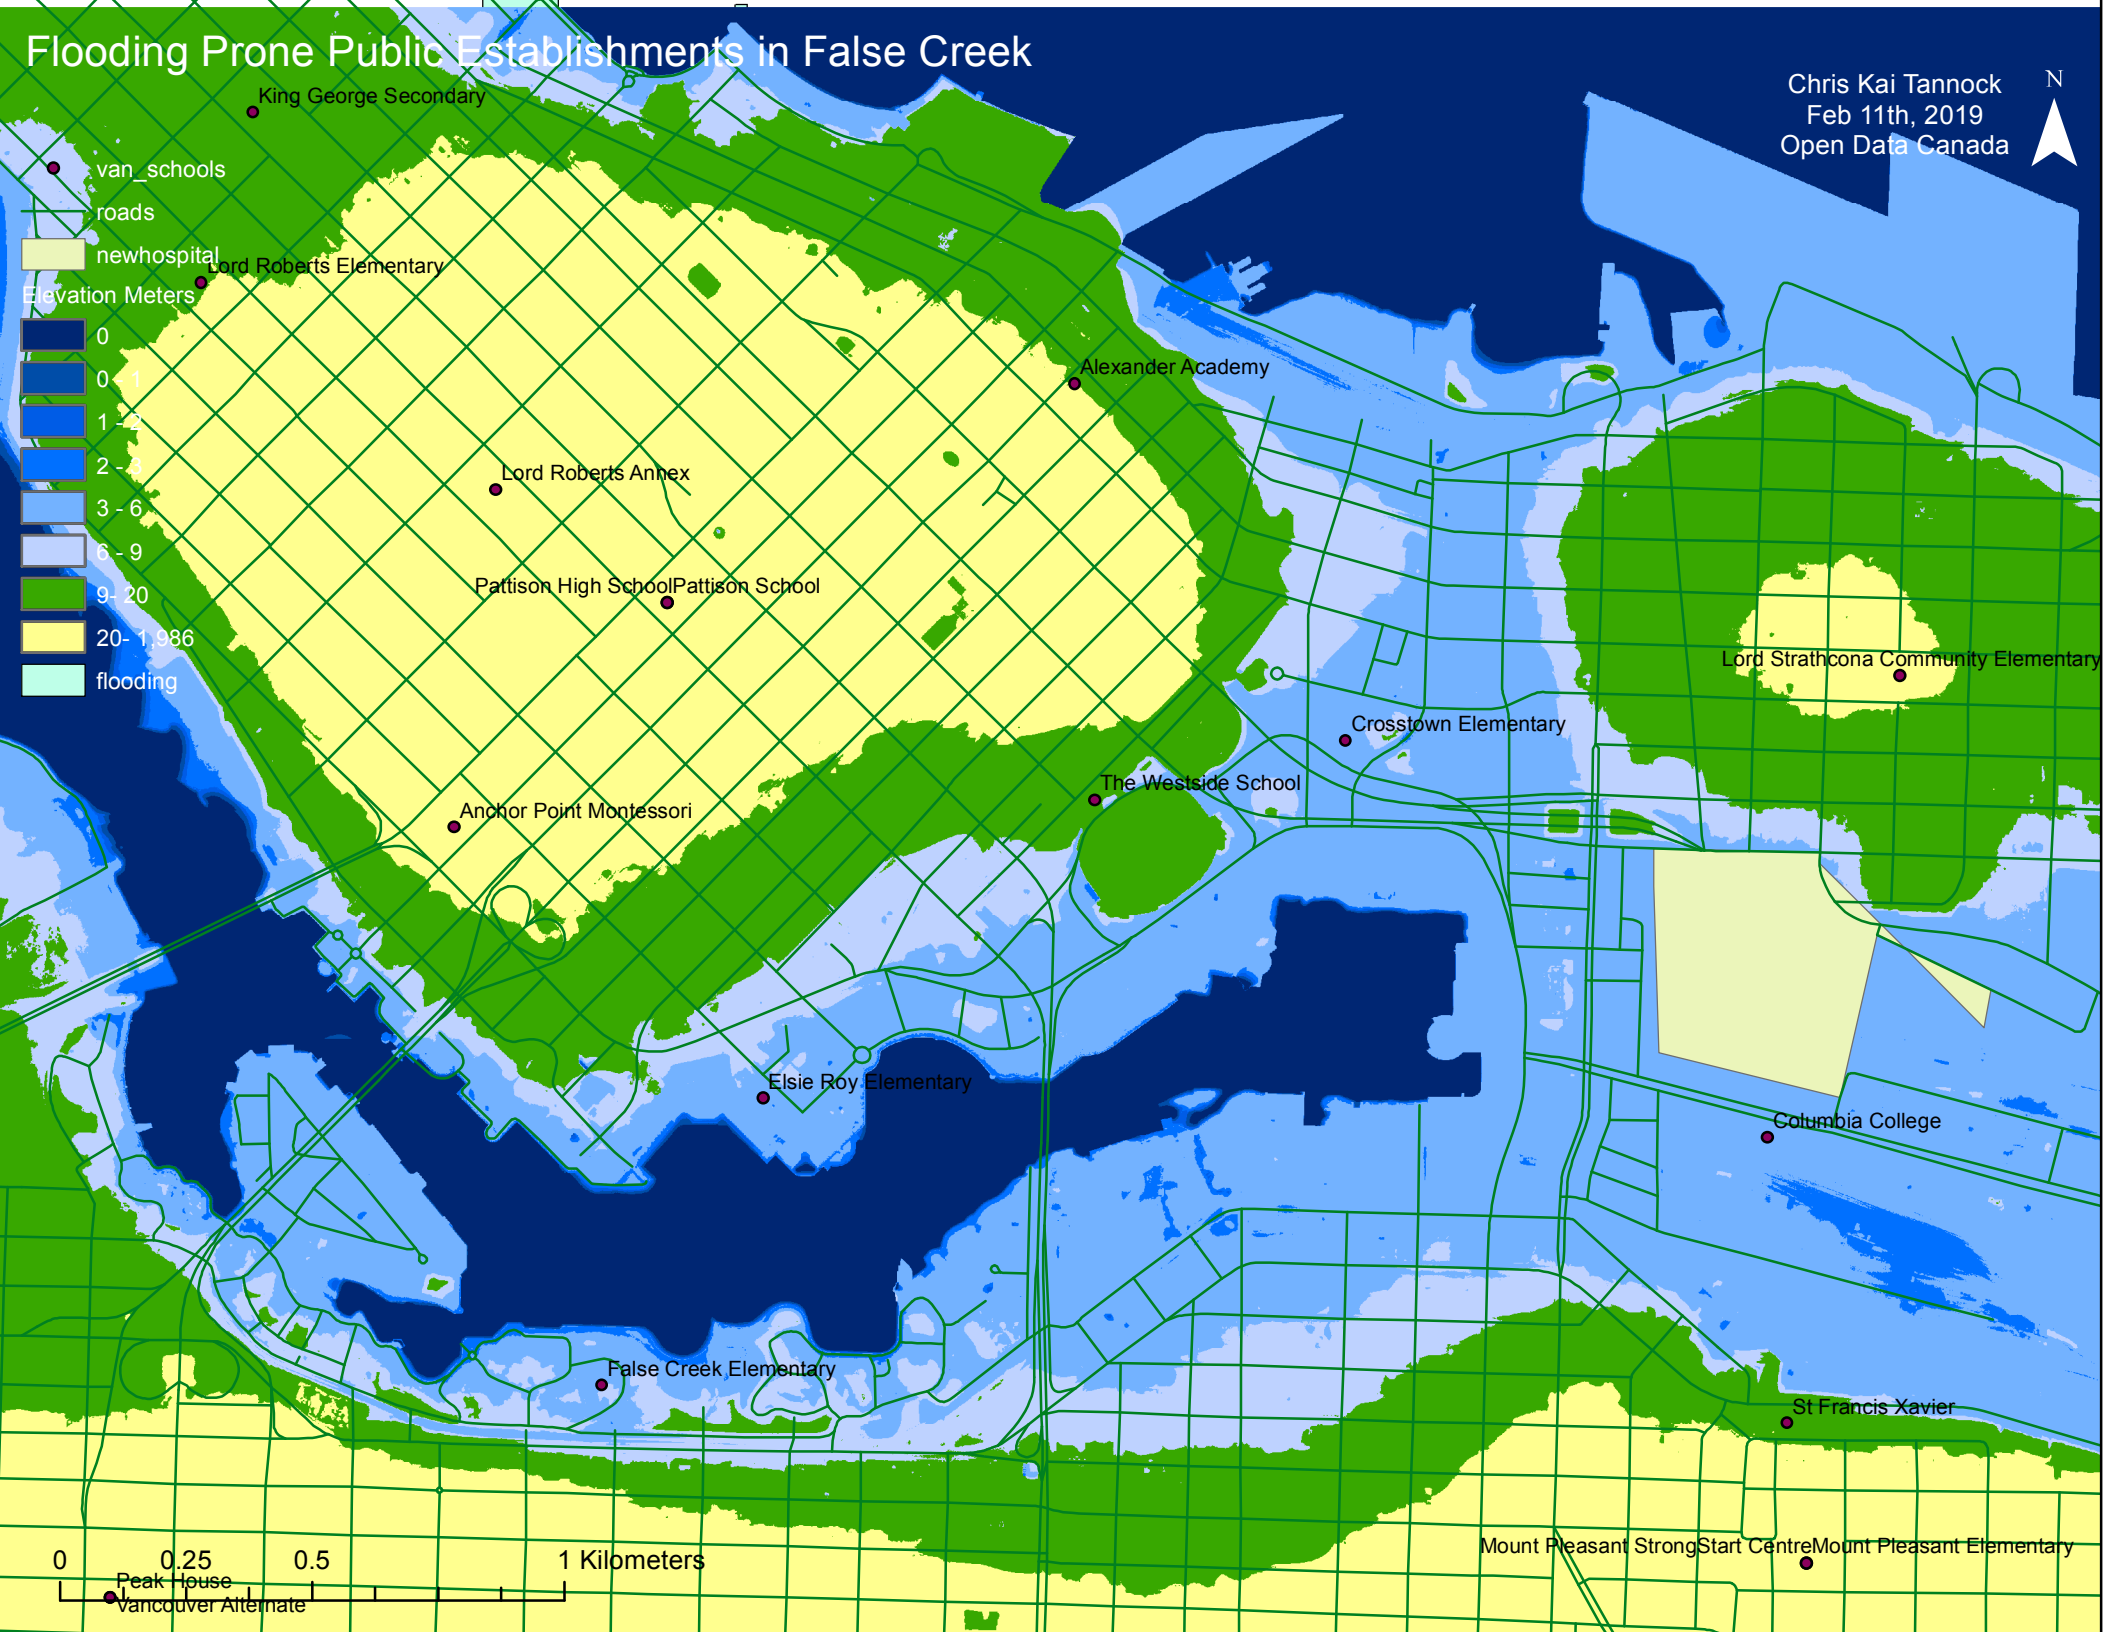 Flooding Prone Public Establishments in False Creek
Chris Kai Tannock
Feb 11th, 2019
Open Data Canada
N
King George Secondary
van_schools
roads
newhospital
Lord Roberts Elementary
Elevation Meters
0
0 - 1
1 - 2
2 - 3
3 - 6
6 - 9
9- 20
20- 1,986
flooding
Alexander Academy
Lord Roberts Annex
Pattison High SchoolPattison School
Lord Strathcona Community Elementary
Crosstown Elementary
The Westside School
Anchor Point Montessori
Elsie Roy Elementary
Columbia College
False Creek Elementary
St Francis Xavier
Mount Pleasant StrongStart CentreMount Pleasant Elementary
0 0.25 0.5 1 Kilometers
Peak House
Vancouver Alternate